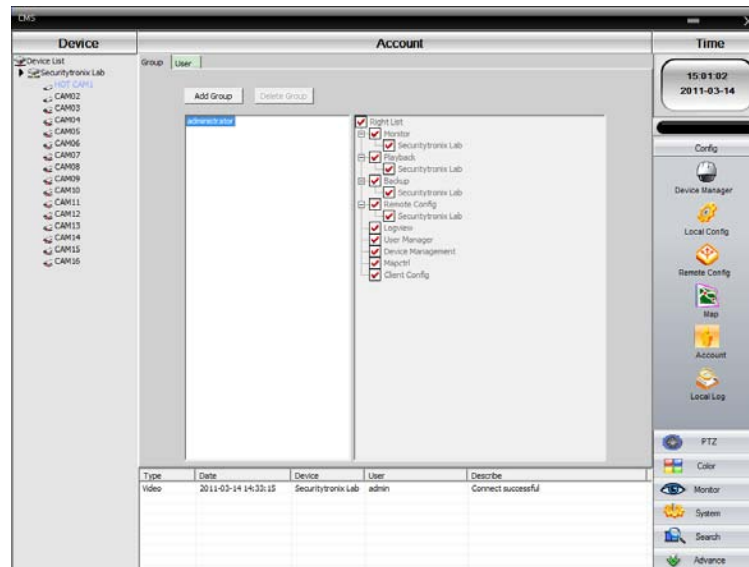 CMS
Device
Account
Time
Device List
Securitytronix Lab
HOT CAM1
CAM02
CAM03
CAM04
CAM05
CAM06
CAM07
CAM08
CAM09
CAM10
CAM11
CAM12
CAM13
CAM14
CAM15
CAM16
Group
User
Add Group
Delete Group
administrator
Right List
Monitor
Securitytronix Lab
Playback
Securitytronix Lab
Backup
Securitytronix Lab
Remote Config
Securitytronix Lab
Logview
User Manager
Device Management
Mapctrl
Client Config
Type Date Device User Describe
Video 2011-03-14 14:33:15 Securitytronix Lab admin Connect successful
15:01:02
2011-03-14
Config
Device Manager
Local Config
Remote Config
Map
Account
Local Log
PTZ
Color
Monitor
System
Search
Advance